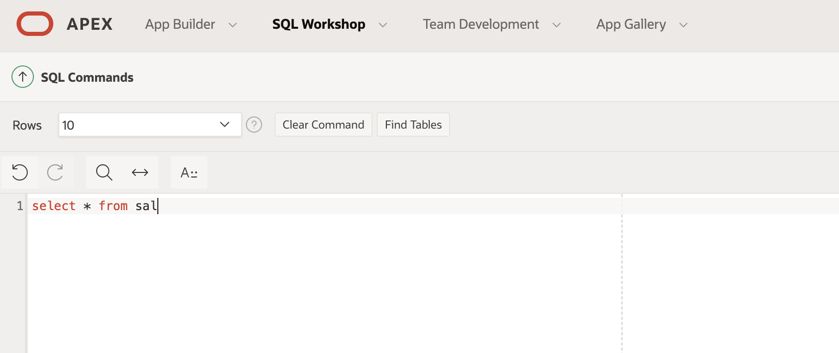 APEX App Builder SQL Workshop Team Development App Gallery
SQL Commands
Rows 10 ? Clear Command Find Tables
A::
1 select * from sal